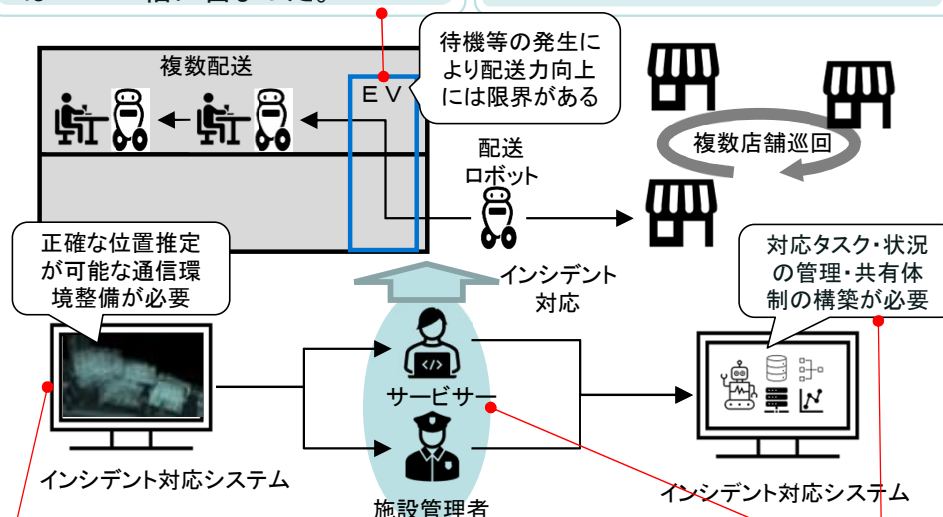 複数配送
EV
待機等の発生に
より配送力向上
には限界がある
配送
ロボット
複数店舗巡回
正確な位置推定
が可能な通信環
境整備が必要
インシデント
対応
対応タスク・状況
の管理・共有体
制の構築が必要
サービサー
インシデント対応システム
施設管理者
インシデント対応システム